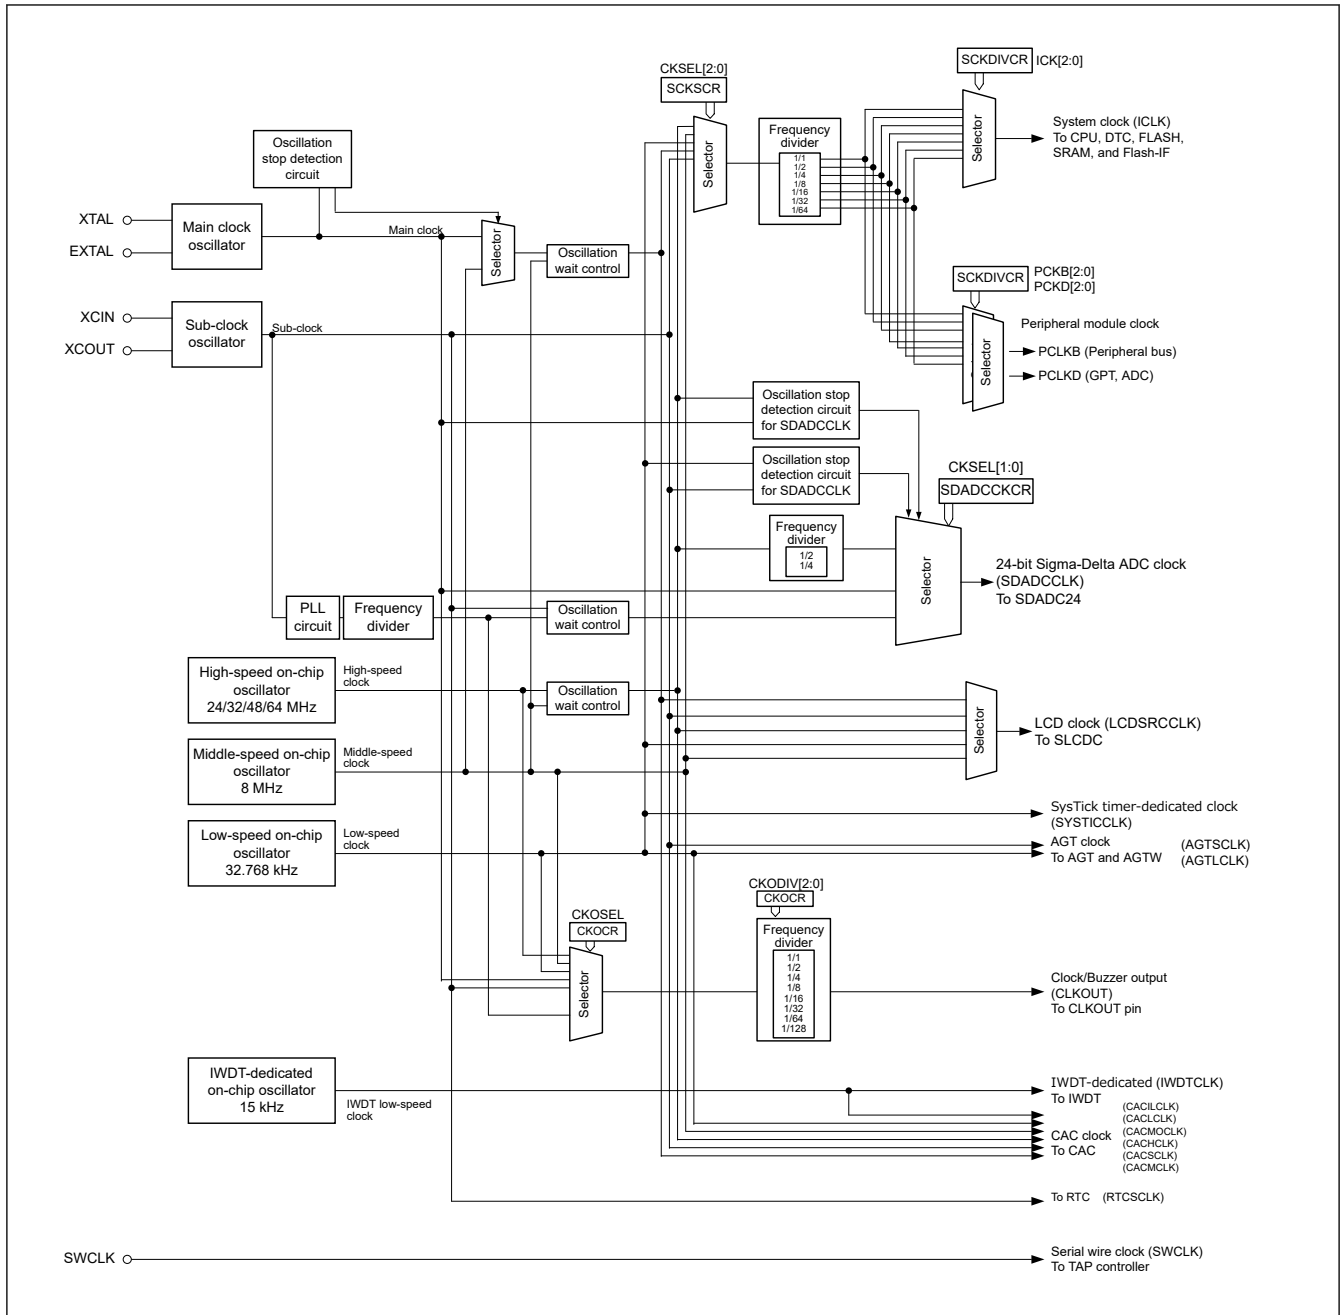 CKSEL[2:0]
SCKSCR
SCKDIVCR
ICK[2:0]
Selector
System clock (ICLK)
To CPU, DTC, FLASH,
SRAM, and Flash-IF
Oscillation
stop detection
circuit
Selector
Frequency
divider
1/1
1/2
1/4
1/8
1/16
1/32
1/64
XTAL
EXTAL
Main clock
oscillator
Main clock
Selector
Oscillation
wait control
SCKDIVCR
PCKB[2:0]
PCKD[2:0]
XCIN
XCOUT
Sub-clock
oscillator
Sub-clock
Selector
Peripheral module clock
PCLKB (Peripheral bus)
PCLKD (GPT, ADC)
Oscillation stop
detection circuit
for SDADCCLK
Oscillation stop
detection circuit
for SDADCCLK
CKSEL[1:0]
SDADCCKCR
Frequency
divider
1/2
1/4
Selector
24-bit Sigma-Delta ADC clock
(SDADCCLK)
To SDADC24
PLL
circuit
Frequency
divider
Oscillation
wait control
High-speed on-chip
oscillator
24/32/48/64 MHz
High-speed
clock
Oscillation
wait control
Selector
LCD clock (LCDSRCCLK)
To SLCDC
Middle-speed on-chip
oscillator
8 MHz
Middle-speed
clock
Low-speed on-chip
oscillator
32.768 kHz
Low-speed
clock
SysTick timer-dedicated clock
(SYSTICCLK)
AGT clock (AGTSCLK)
To AGT and AGTW (AGTLCLK)
CKOSEL
CKOCR
Selector
CKODIV[2:0]
CKOCR
Frequency
divider
1/1
1/2
1/4
1/8
1/16
1/32
1/64
1/128
Clock/Buzzer output
(CLKOUT)
To CLKOUT pin
IWDT-dedicated
on-chip oscillator
15 kHz
IWDT low-speed
clock
IWDT-dedicated (IWDTCLK)
To IWDT
CAC clock
To CAC
(CACILCLK)
(CACLCLK)
(CACMOCLK)
(CACHCLK)
(CACSCLK)
(CACMCLK)
To RTC (RTCSCLK)
SWCLK
Serial wire clock (SWCLK)
To TAP controller